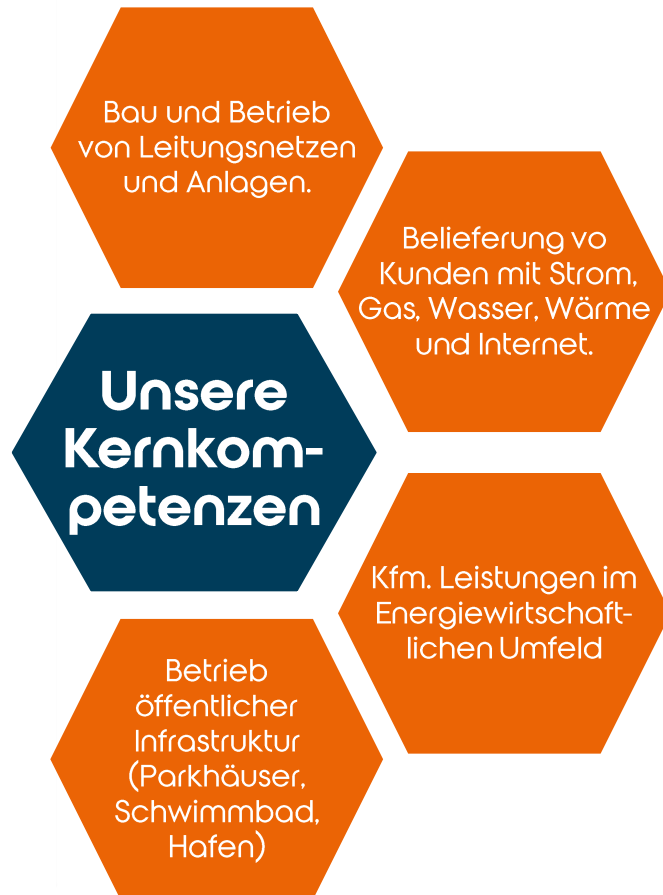 Bau und Betrieb
von Leitungsnetzen
und Anlagen.
Belieferung vo
Kunden mit Strom,
Gas, Wasser, Wärme
und Internet.
Unsere
Kernkom-
petenzen
Kfm. Leistungen im
Energiewirtschaft-
lichen Umfeld
Betrieb
öffentlicher
Infrastruktur
(Parkhäuser,
Schwimmbad,
Hafen)